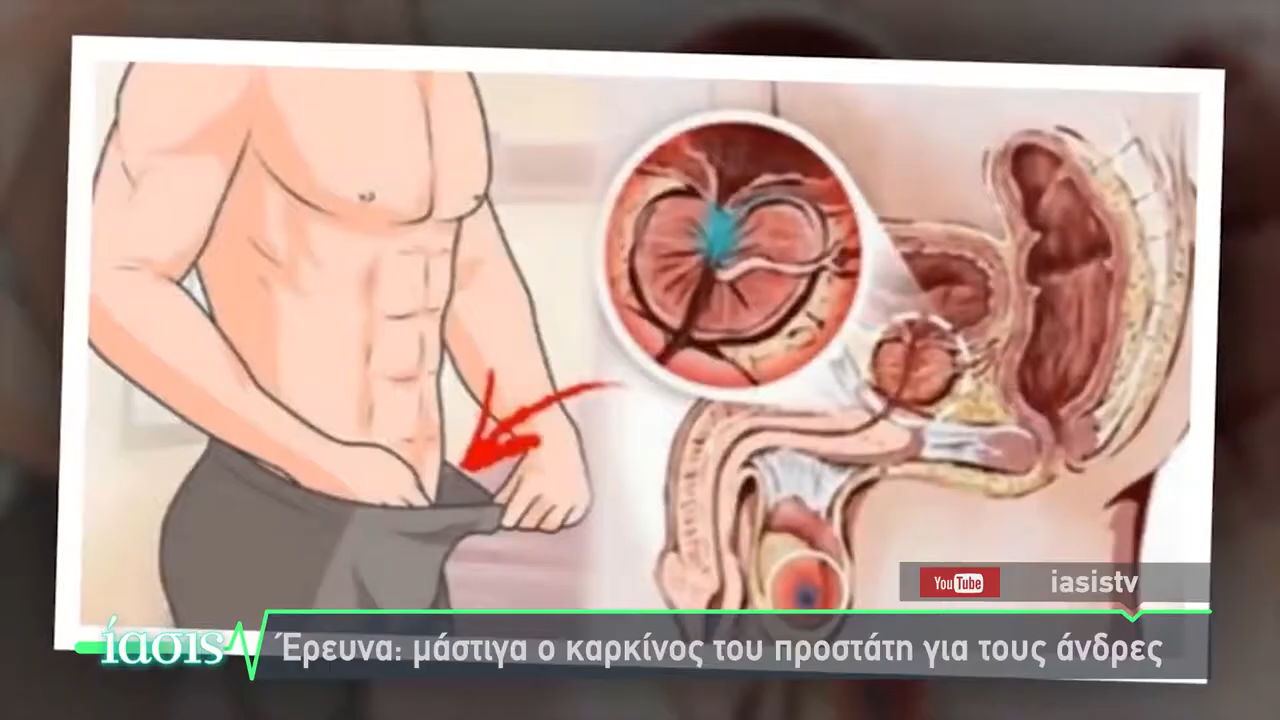 YouTube
iasistv
ίασις
Έρευνα: μάστιγα ο καρκίνος του προστάτη για τους άνδρες